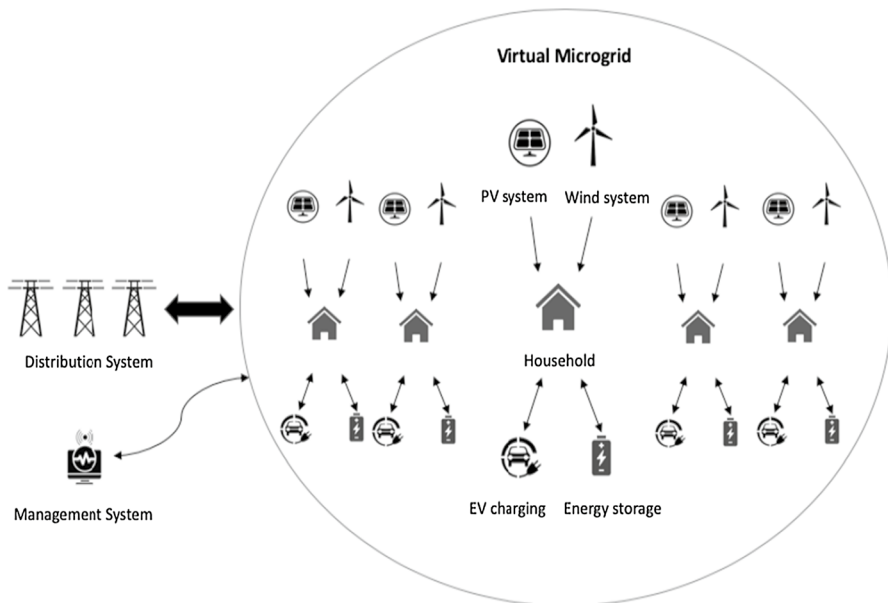 Virtual Microgrid
PV system
Wind system
Distribution System
Household
Management System
EV charging
Energy storage